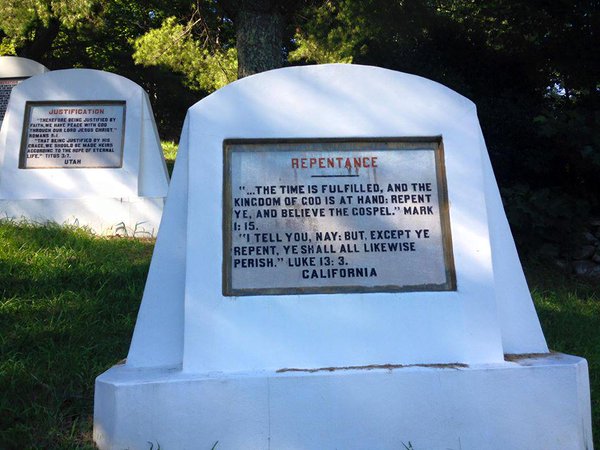 JUSTIFICATION
"THEREFORE BEING JUSTIFIED BY
FAITH, WE HAVE PEACE WITH GOD
THROUGH OUR LORD JESUS CHRIST."
ROMANS 5:1
"THAT BEING JUSTIFIED BY HIS
GRACE, WE SHOULD BE MADE HEIRS
ACCORDING TO THE HOPE OF ETERNAL
LIFE." TITUS 3:7.
UTAH
REPENTANCE
"...THE TIME IS FULFILLED, AND THE
KINGDOM OF GOD IS AT HAND: REPENT
YE, AND BELIEVE THE GOSPEL." MARK
1: 15.
"I TELL YOU, NAY: BUT, EXCEPT YE
REPENT, YE SHALL ALL LIKEWISE
PERISH." LUKE 13: 3.
CALIFORNIA